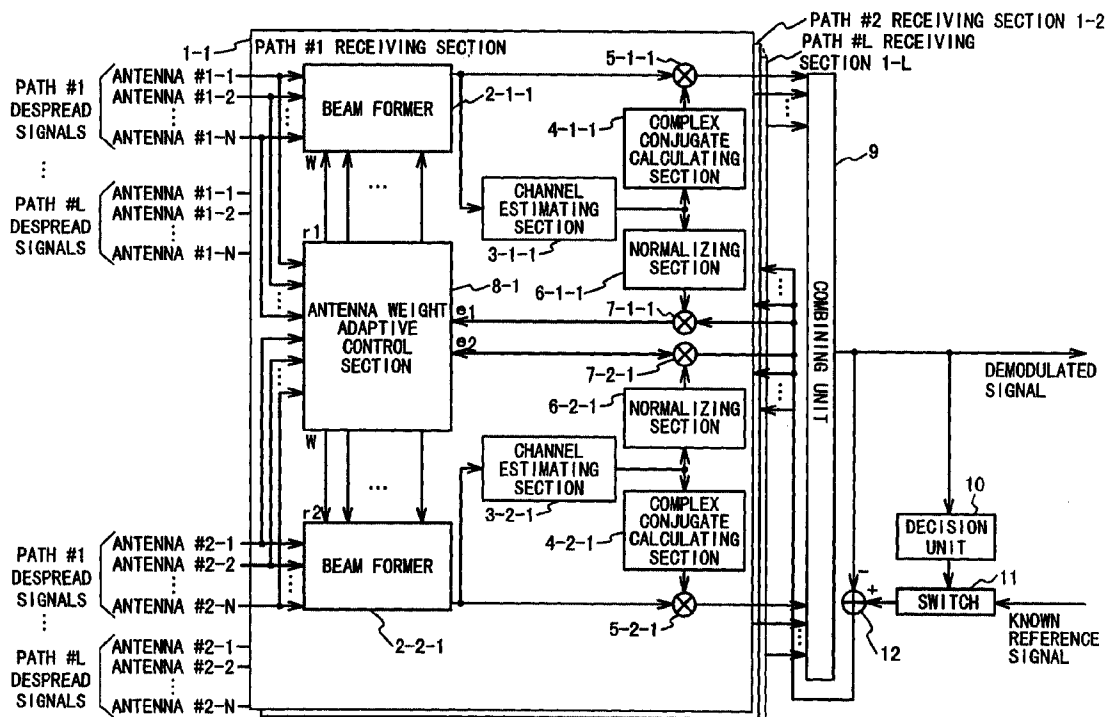 PATH #2 RECEIVING SECTION 1-2
PATH #L RECEIVING
SECTION 1-L
1-1
PATH #1 RECEIVING SECTION
PATH #1
DESPREAD
SIGNALS
ANTENNA #1-1
ANTENNA #1-2
⋮
ANTENNA #1-N
⋮
PATH #L
DESPREAD
SIGNALS
ANTENNA #1-1
ANTENNA #1-2
⋮
ANTENNA #1-N
BEAM FORMER
2-1-1
W
...
r1
5-1-1
4-1-1
COMPLEX
CONJUGATE
CALCULATING
SECTION
CHANNEL
ESTIMATING
SECTION
3-1-1
NORMALIZING
SECTION
6-1-1
7-1-1
8-1
ANTENNA WEIGHT
ADAPTIVE
CONTROL
SECTION
e1
e2
7-2-1
6-2-1
NORMALIZING
SECTION
W
...
r2
CHANNEL
ESTIMATING
SECTION
3-2-1
COMPLEX
CONJUGATE
CALCULATING
SECTION
4-2-1
5-2-1
BEAM FORMER
2-2-1
9
COMBINING UNIT
DEMODULATED
SIGNAL
10
DECISION
UNIT
11
SWITCH
−
+
12
KNOWN
REFERENCE
SIGNAL
PATH #1
DESPREAD
SIGNALS
ANTENNA #2-1
ANTENNA #2-2
⋮
ANTENNA #2-N
⋮
PATH #L
DESPREAD
SIGNALS
ANTENNA #2-1
ANTENNA #2-2
⋮
ANTENNA #2-N